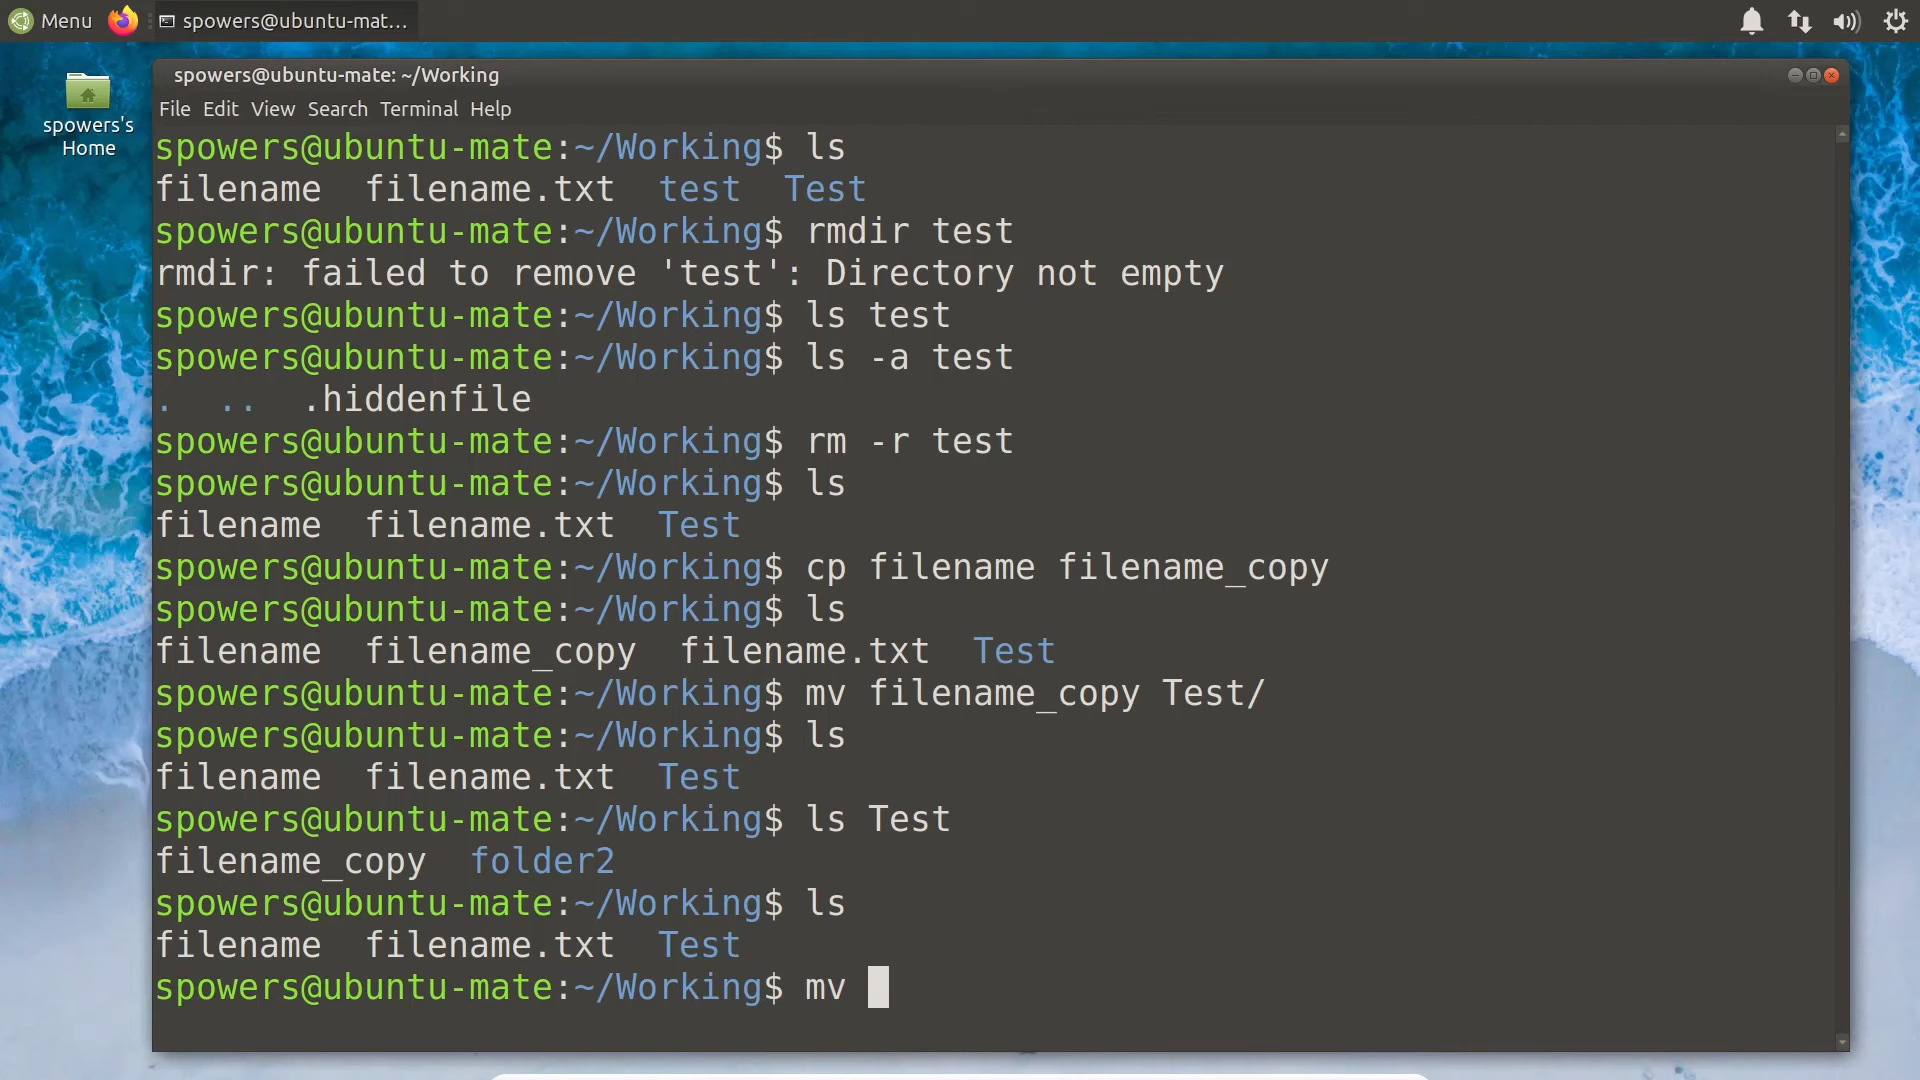 Menu spowers@ubuntu-mat...
spowers's
Home
spowers@ubuntu-mate: ~/Working
File Edit View Search Terminal Help
spowers@ubuntu-mate:~/Working$ ls
filename  filename.txt  test  Test
spowers@ubuntu-mate:~/Working$ rmdir test
rmdir: failed to remove 'test': Directory not empty
spowers@ubuntu-mate:~/Working$ ls test
spowers@ubuntu-mate:~/Working$ ls -a test
.  ..  .hiddenfile
spowers@ubuntu-mate:~/Working$ rm -r test
spowers@ubuntu-mate:~/Working$ ls
filename  filename.txt  Test
spowers@ubuntu-mate:~/Working$ cp filename filename_copy
spowers@ubuntu-mate:~/Working$ ls
filename  filename_copy  filename.txt  Test
spowers@ubuntu-mate:~/Working$ mv filename_copy Test/
spowers@ubuntu-mate:~/Working$ ls
filename  filename.txt  Test
spowers@ubuntu-mate:~/Working$ ls Test
filename_copy  folder2
spowers@ubuntu-mate:~/Working$ ls
filename  filename.txt  Test
spowers@ubuntu-mate:~/Working$ mv